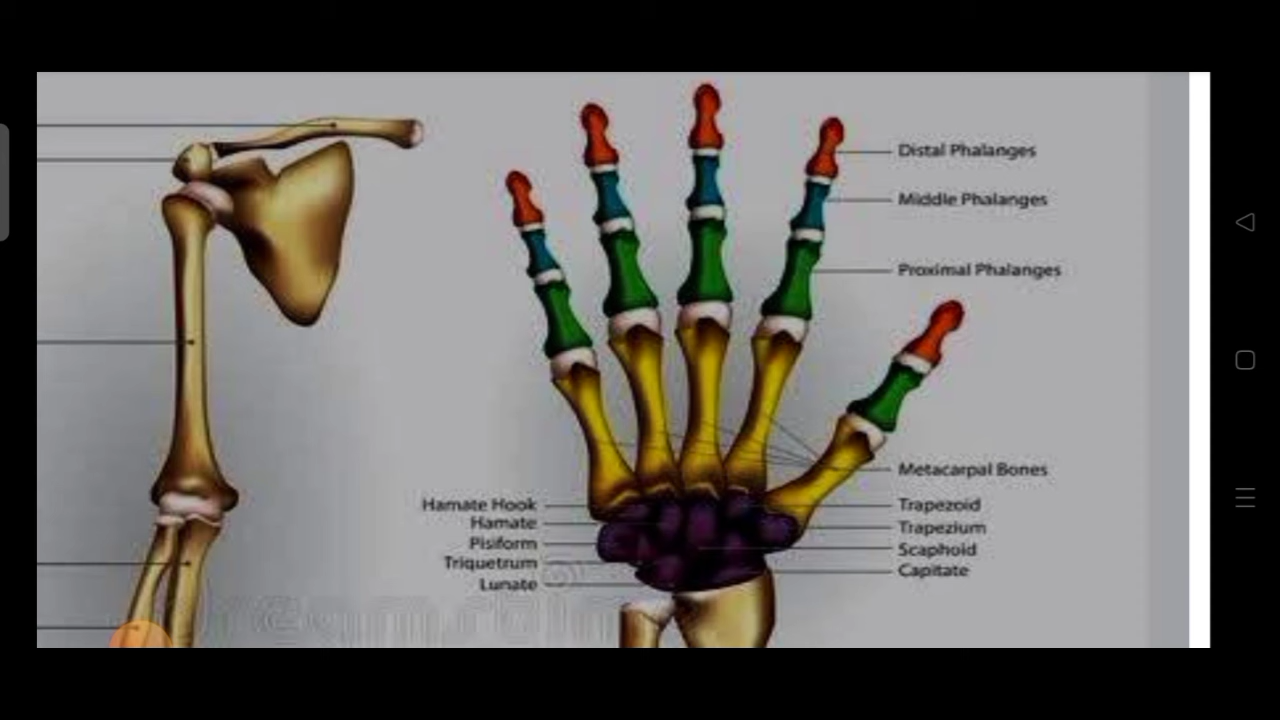 Distal Phalanges
Middle Phalanges
Proximal Phalanges
Metacarpal Bones
Hamate Hook
Hamate
Pisiform
Triquetrum
Lunate
Trapezoid
Trapezium
Scaphoid
Capitate